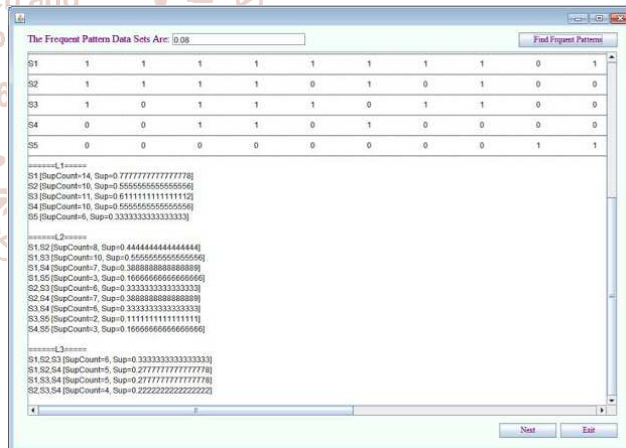 The Frequent Pattern Data Sets Are: 0.08 Find Frquent Patterns
S1 1 1 1 1 1 1 1 1 0 1
S2 1 1 1 1 0 1 0 1 0 0
S3 1 0 1 1 1 0 1 1 0 0
S4 0 0 1 1 0 1 0 0 0 0
S5 0 0 0 0 0 0 0 0 1 1
======L1=====
S1 [SupCount=14, Sup=0.7777777777777778]
S2 [SupCount=10, Sup=0.5555555555555556]
S3 [SupCount=11, Sup=0.6111111111111112]
S4 [SupCount=10, Sup=0.5555555555555556]
S5 [SupCount=6, Sup=0.3333333333333333]
======L2=====
S1,S2 [SupCount=8, Sup=0.4444444444444444]
S1,S3 [SupCount=10, Sup=0.5555555555555556]
S1,S4 [SupCount=7, Sup=0.3888888888888889]
S1,S5 [SupCount=3, Sup=0.16666666666666666]
S2,S3 [SupCount=6, Sup=0.3333333333333333]
S2,S4 [SupCount=7, Sup=0.3888888888888889]
S3,S4 [SupCount=6, Sup=0.3333333333333333]
S3,S5 [SupCount=2, Sup=0.1111111111111111]
S4,S5 [SupCount=3, Sup=0.16666666666666666]
======L3=====
S1,S2,S3 [SupCount=6, Sup=0.3333333333333333]
S1,S2,S4 [SupCount=5, Sup=0.2777777777777778]
S1,S3,S4 [SupCount=5, Sup=0.2777777777777778]
S2,S3,S4 [SupCount=4, Sup=0.2222222222222222]
Next Exit